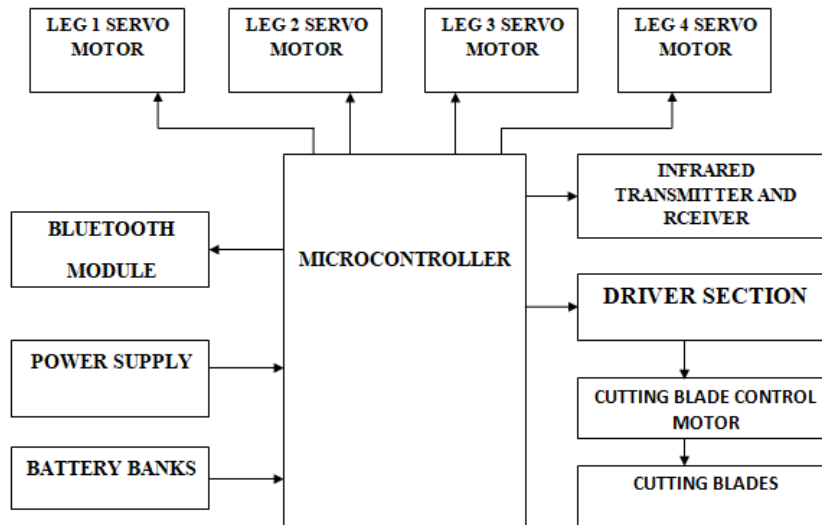 LEG 1 SERVO
MOTOR
LEG 2 SERVO
MOTOR
LEG 3 SERVO
MOTOR
LEG 4 SERVO
MOTOR
INFRARED
TRANSMITTER AND
RCEIVER
BLUETOOTH
MODULE
MICROCONTROLLER
DRIVER SECTION
POWER SUPPLY
CUTTING BLADE CONTROL
MOTOR
BATTERY BANKS
CUTTING BLADES